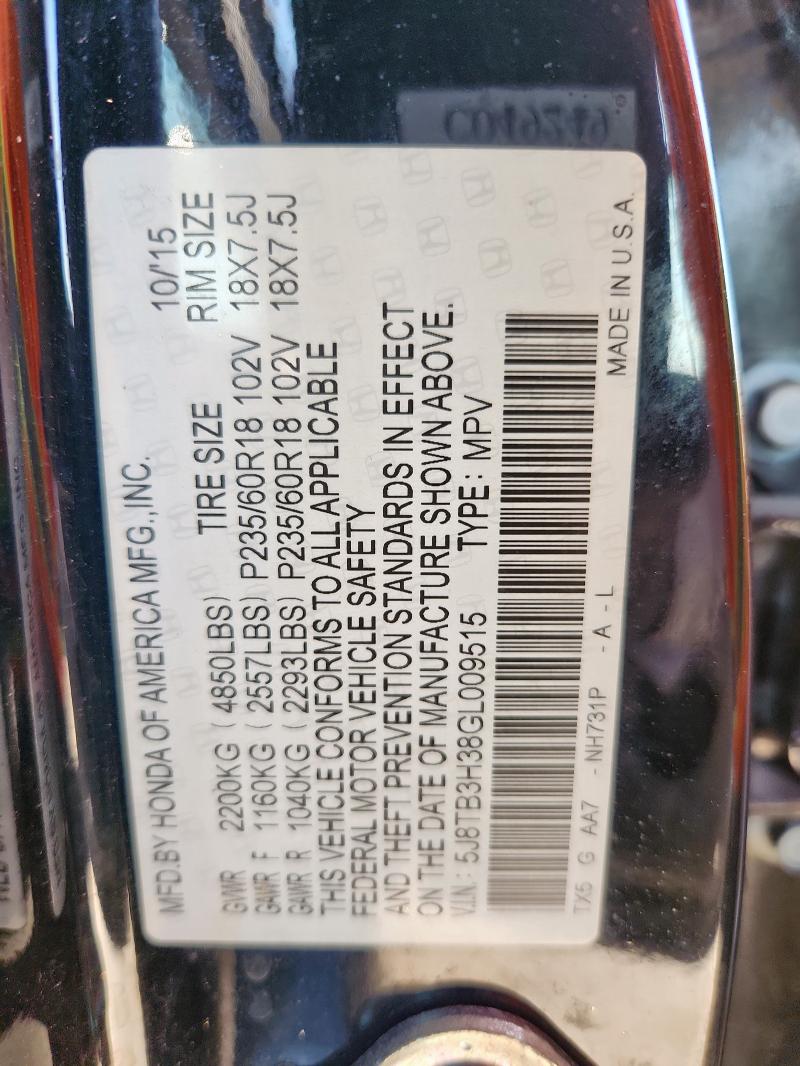 C049249
MFD.BY HONDA OF AMERICA MFG.,INC. 10/'15
TIRE SIZE RIM SIZE
GVWR 2200KG ( 4850LBS)
GAWR F 1160KG ( 2557LBS) P235/60R18 102V 18X7.5J
GAWR R 1040KG ( 2293LBS) P235/60R18 102V 18X7.5J
THIS VEHICLE CONFORMS TO ALL APPLICABLE
FEDERAL MOTOR VEHICLE SAFETY
AND THEFT PREVENTION STANDARDS IN EFFECT
ON THE DATE OF MANUFACTURE SHOWN ABOVE.
V.I.N.: 5J8TB3H38GL009515 TYPE: MPV
TX5 G AA7 - NH731P - A - L MADE IN U.S.A.